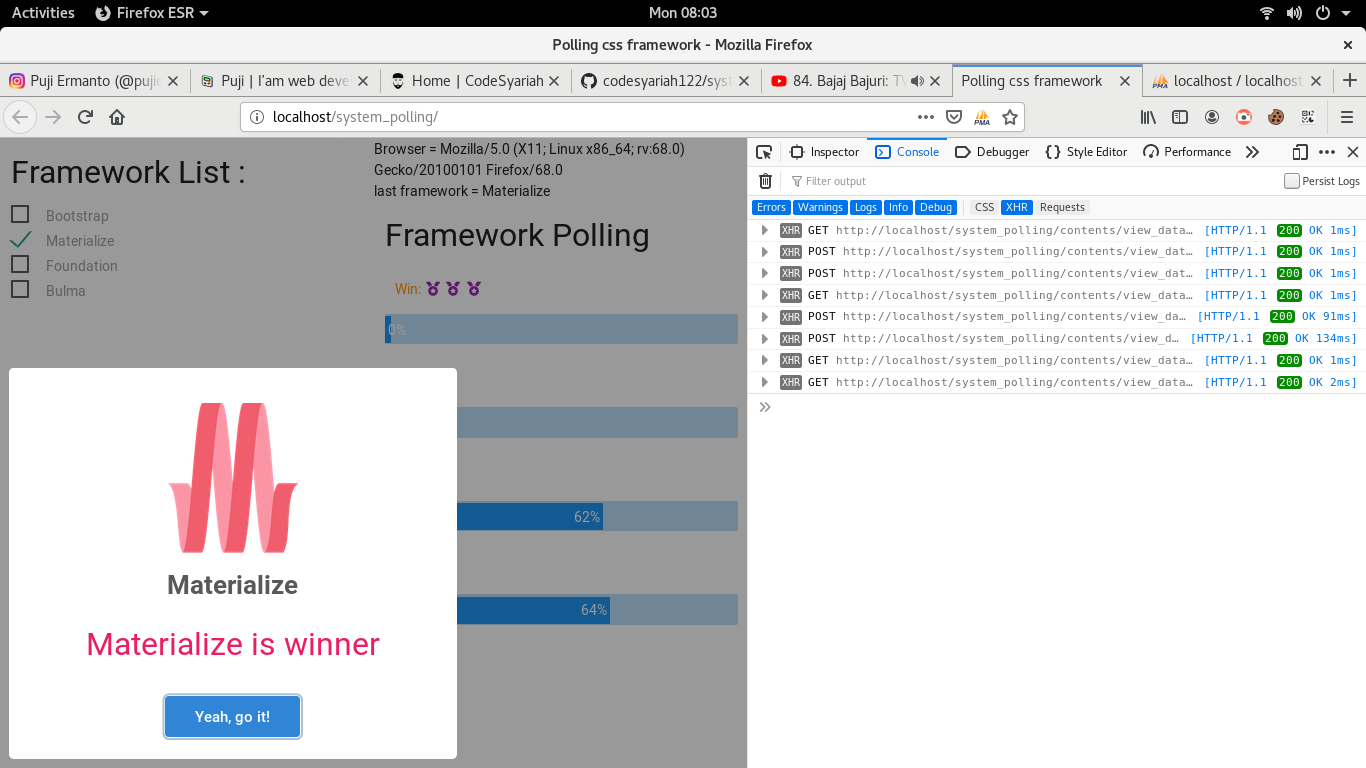 Activities Firefox ESR Mon 08:03
Polling css framework - Mozilla Firefox
Puji Ermanto (@pujie Puji | I'am web deve Home | CodeSyariah codesyariah122/syst 84. Bajaj Bajuri: TV Polling css framework PMA localhost / localhost
localhost/system_polling/ PMA
Browser = Mozilla/5.0 (X11; Linux x86_64; rv:68.0)
Gecko/20100101 Firefox/68.0
last framework = Materialize
Framework List :
Bootstrap
Materialize
Foundation
Bulma
Framework Polling
Win:
0%
62%
64%
Materialize
Materialize is winner
Yeah, go it!
Inspector Console Debugger Style Editor Performance
Filter output Persist Logs
Errors Warnings Logs Info Debug CSS XHR Requests
XHR GET http://localhost/system_polling/contents/view_data… [HTTP/1.1 200 OK 1ms]
XHR POST http://localhost/system_polling/contents/view_dat… [HTTP/1.1 200 OK 1ms]
XHR POST http://localhost/system_polling/contents/view_dat… [HTTP/1.1 200 OK 1ms]
XHR GET http://localhost/system_polling/contents/view_data… [HTTP/1.1 200 OK 1ms]
XHR POST http://localhost/system_polling/contents/view_da… [HTTP/1.1 200 OK 91ms]
XHR POST http://localhost/system_polling/contents/view_d… [HTTP/1.1 200 OK 134ms]
XHR GET http://localhost/system_polling/contents/view_data… [HTTP/1.1 200 OK 1ms]
XHR GET http://localhost/system_polling/contents/view_data… [HTTP/1.1 200 OK 2ms]